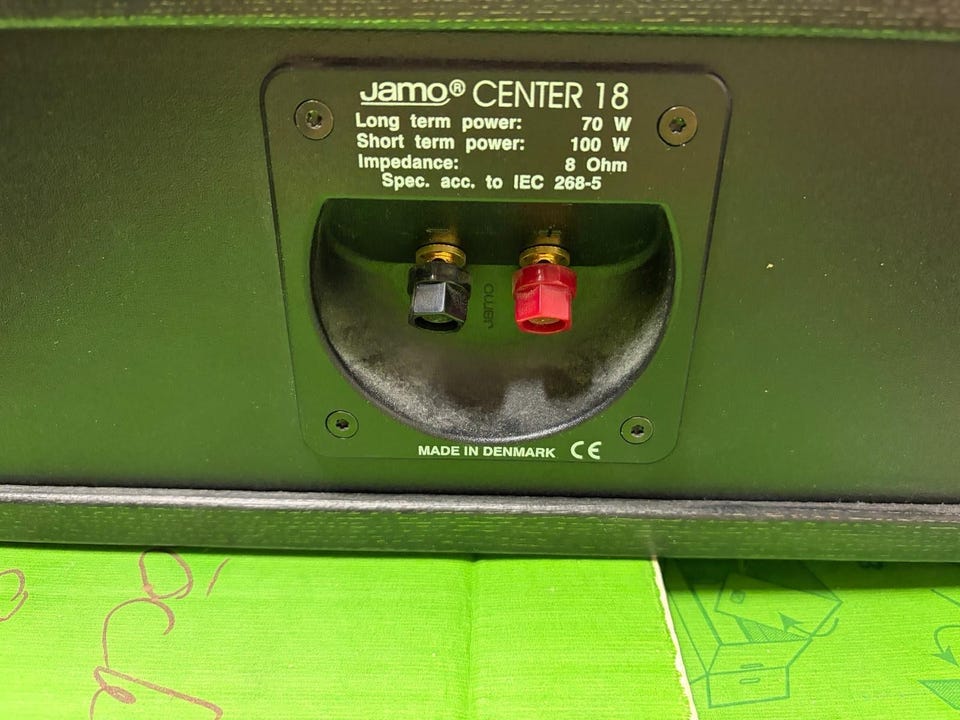 Jamo® CENTER 18
Long term power: 70 W
Short term power: 100 W
Impedance: 8 Ohm
Spec. acc. to IEC 268-5
- +
Jamo
MADE IN DENMARK CE